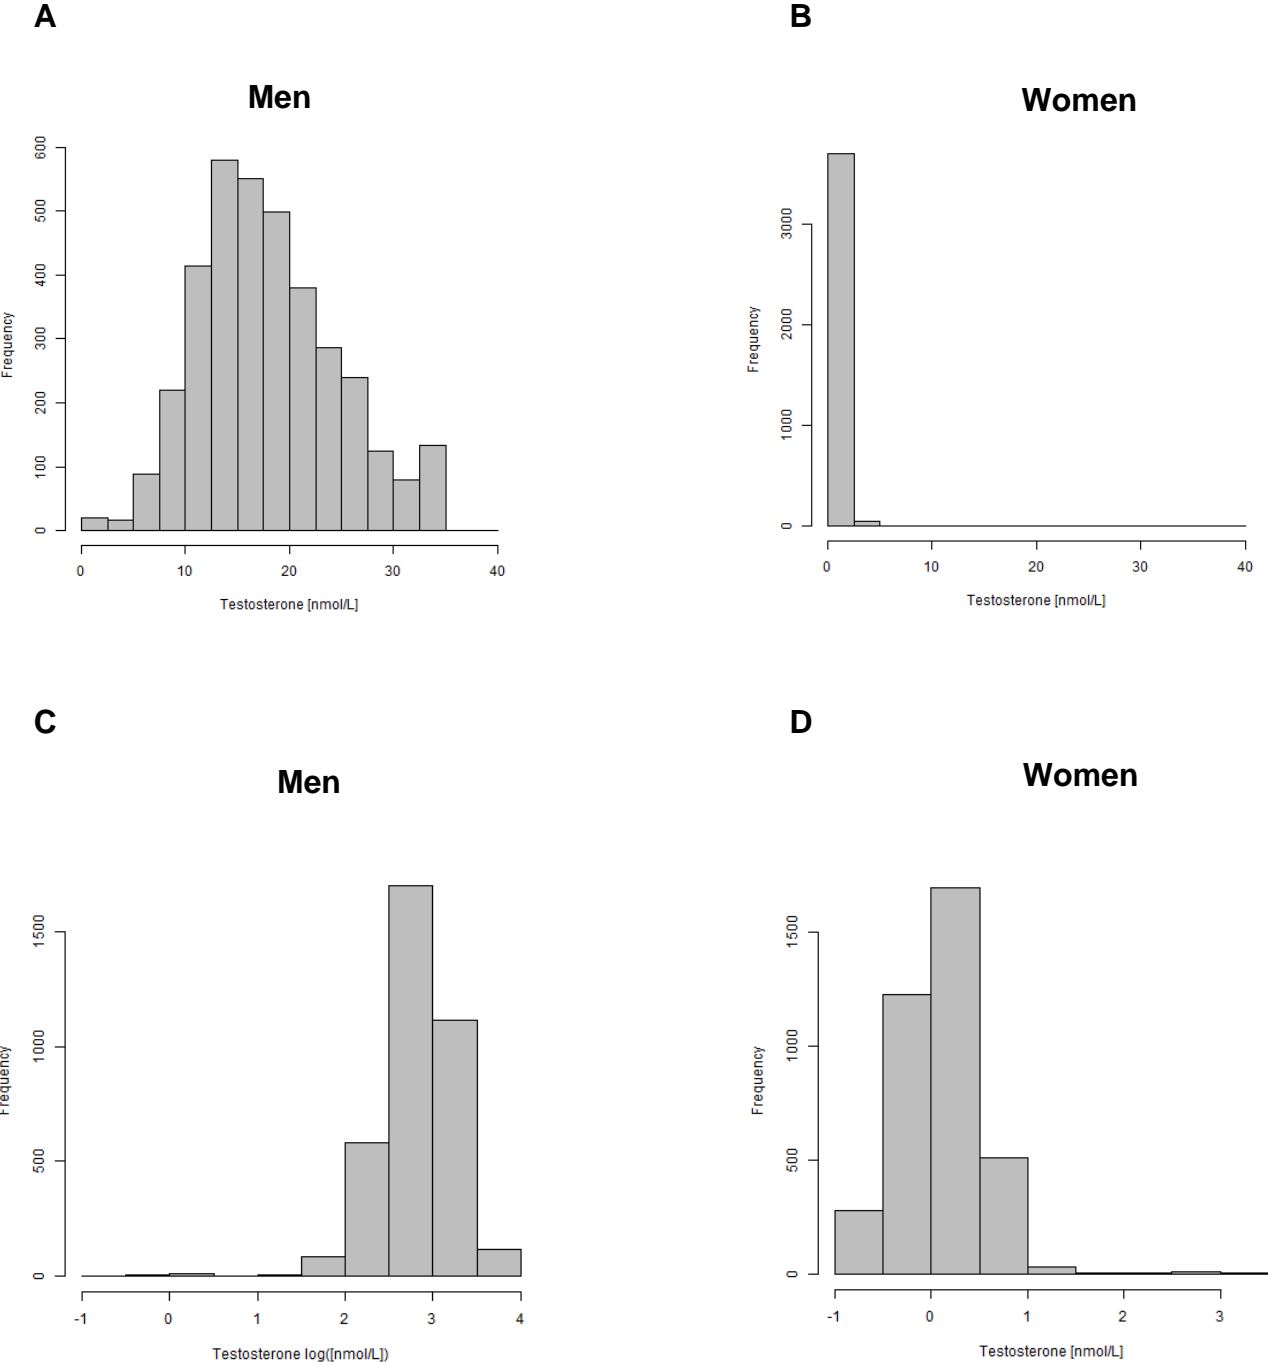 A
Men
600
500
400
300
200
100
0
Frequency
0 10 20 30 40
Testosterone [nmol/L]
B
Women
3000
2000
1000
0
Frequency
0 10 20 30 40
Testosterone [nmol/L]
C
Men
1500
1000
500
0
Frequency
-1 0 1 2 3 4
Testosterone log([nmol/L])
D
Women
1500
1000
500
0
Frequency
-1 0 1 2 3
Testosterone [nmol/L]